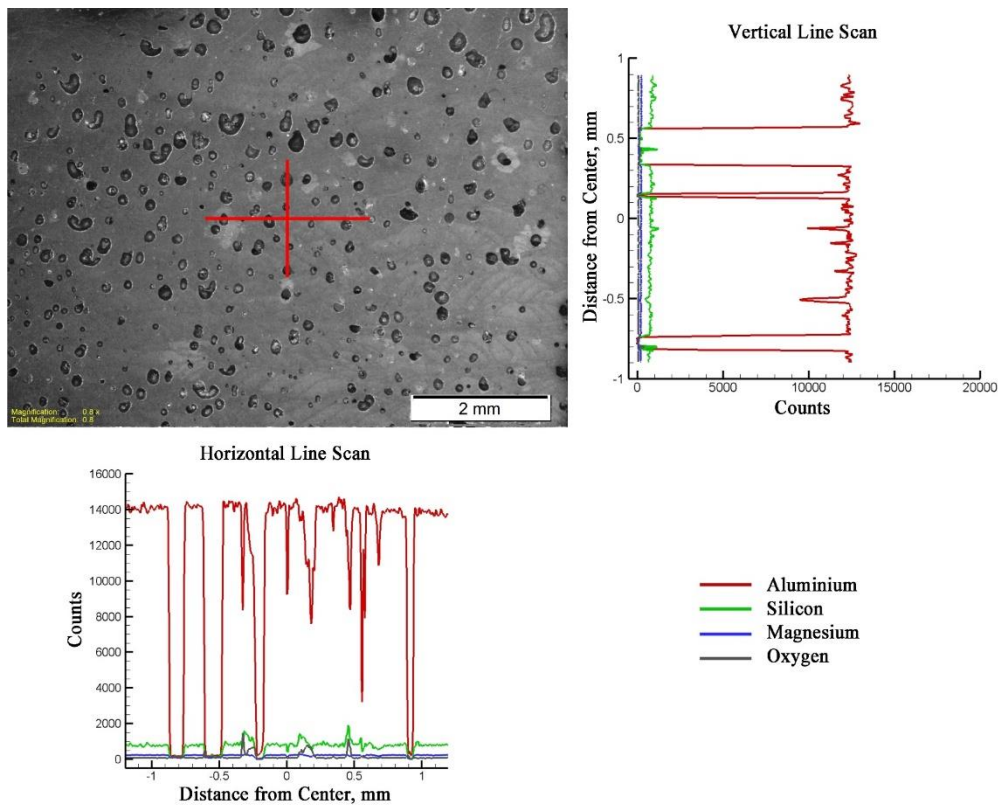 Vertical Line Scan
1
0.5
0
-0.5
-1
Distance from Center, mm
0
5000
10000
15000
20000
Counts
Magnification: 0.8 x
Total Magnification: 0.8
2 mm
Horizontal Line Scan
16000
14000
12000
10000
8000
6000
4000
2000
0
Counts
-1
-0.5
0
0.5
1
Distance from Center, mm
Aluminium
Silicon
Magnesium
Oxygen